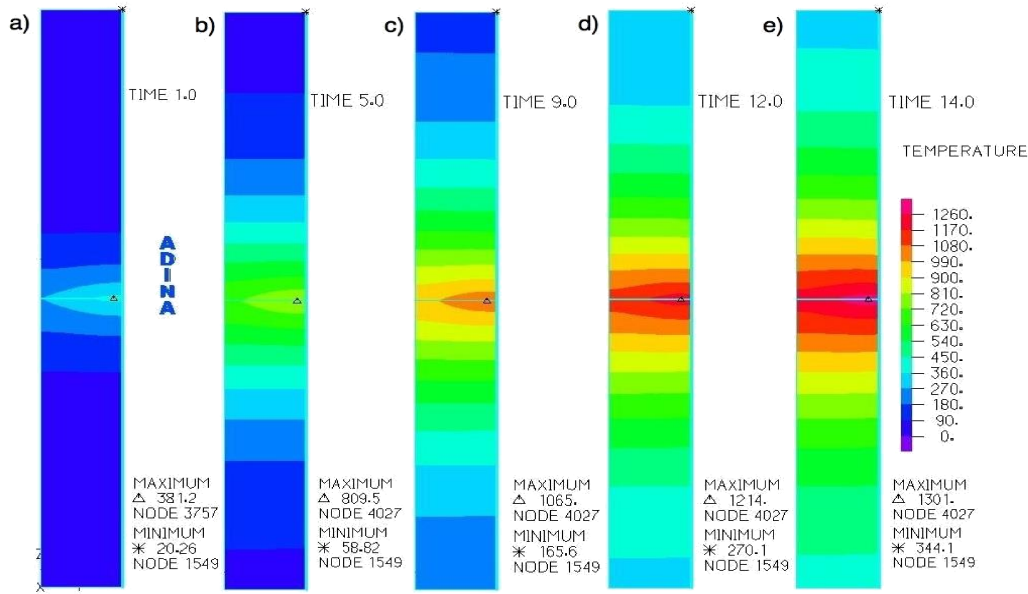 a)
TIME 1.0
ADINA
MAXIMUM
△ 381.2
NODE 3757
MINIMUM
* 20.26
NODE 1549
Z
X
b)
TIME 5.0
MAXIMUM
△ 809.5
NODE 4027
MINIMUM
* 58.82
NODE 1549
c)
TIME 9.0
MAXIMUM
△ 1065.
NODE 4027
MINIMUM
* 165.6
NODE 1549
d)
TIME 12.0
MAXIMUM
△ 1214.
NODE 4027
MINIMUM
* 270.1
NODE 1549
e)
TIME 14.0
TEMPERATURE
1260.
1170.
1080.
990.
900.
810.
720.
630.
540.
450.
360.
270.
180.
90.
0.
MAXIMUM
△ 1301.
NODE 4027
MINIMUM
* 344.1
NODE 1549